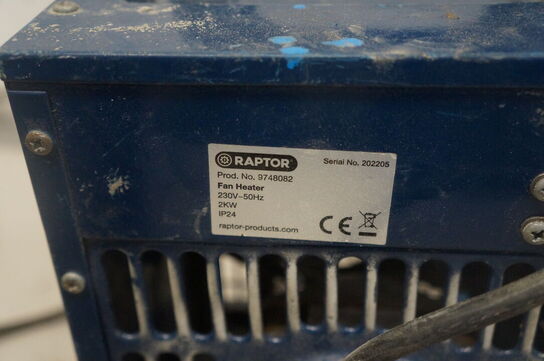 RAPTOR
Serial No. 202205
Prod. No. 9748082
Fan Heater
230V~50Hz
2KW
IP24
raptor-products.com
CE